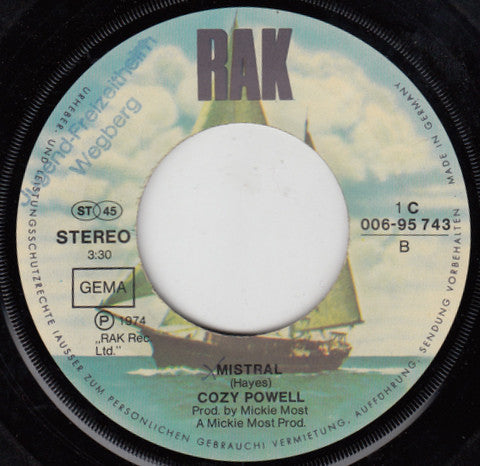 RAK
Jugend-Freizeitheim
Wegberg
URHEBER- UND LEISTUNGSSCHUTZRECHTE (AUSSER ZUM PERSÖNLICHEN GEBRAUCH) VERMIETUNG, AUFFÜHRUNG, SENDUNG VORBEHALTEN · MADE IN GERMANY
ST 45
STEREO
3:30
GEMA
Ⓟ 1974
„RAK Rec.
Ltd."
1 C
006-95 743
B
MISTRAL
(Hayes)
COZY POWELL
Prod. by Mickie Most
A Mickie Most Prod.